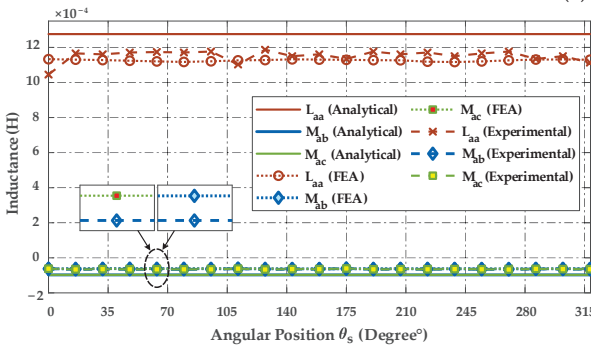 ×10⁻⁴
12
10
8
6
4
2
0
−2
Inductance (H)
L_aa (Analytical)
M_ab (Analytical)
M_ac (Analytical)
L_aa (FEA)
M_ab (FEA)
M_ac (FEA)
L_aa (Experimental)
M_ab (Experimental)
M_ac (Experimental)
0 35 70 105 140 175 210 245 280 315
Angular Position θ_s (Degree°)